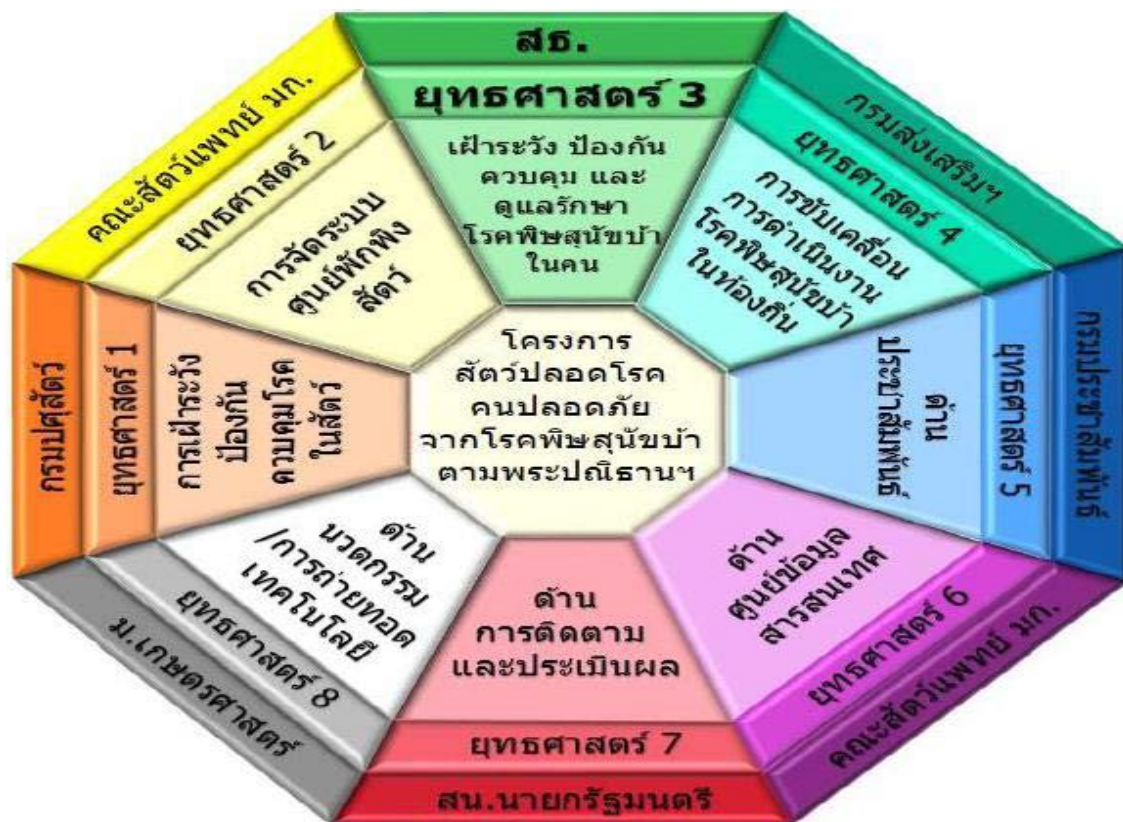 สธ.
ยุทธศาสตร์ 3
เฝ้าระวัง ป้องกัน
ควบคุม และ
ดูแลรักษา
โรคพิษสุนัขบ้า
ในคน
กรมส่งเสริมฯ
ยุทธศาสตร์ 4
การขับเคลื่อน
การดำเนินงาน
โรคพิษสุนัขบ้า
ในท้องถิ่น
กรมประชาสัมพันธ์
ยุทธศาสตร์ 5
ด้าน
ประชาสัมพันธ์
คณะสัตว์แพทย์ มก.
ยุทธศาสตร์ 6
ด้าน
ศูนย์ข้อมูล
สารสนเทศ
สน.นายกรัฐมนตรี
ยุทธศาสตร์ 7
ด้าน
การติดตาม
และประเมินผล
ม.เกษตรศาสตร์
ยุทธศาสตร์ 8
ด้าน
นวตกรรม
/การถ่ายทอด
เทคโนโลยี
กรมปศุสัตว์
ยุทธศาสตร์ 1
การเฝ้าระวัง
ป้องกัน
ควบคุมโรค
ในสัตว์
คณะสัตว์แพทย์ มก.
ยุทธศาสตร์ 2
การจัดระบบ
ศูนย์พักพิง
สัตว์
โครงการ
สัตว์ปลอดโรค
คนปลอดภัย
จากโรคพิษสุนัขบ้า
ตามพระปณิธานฯ